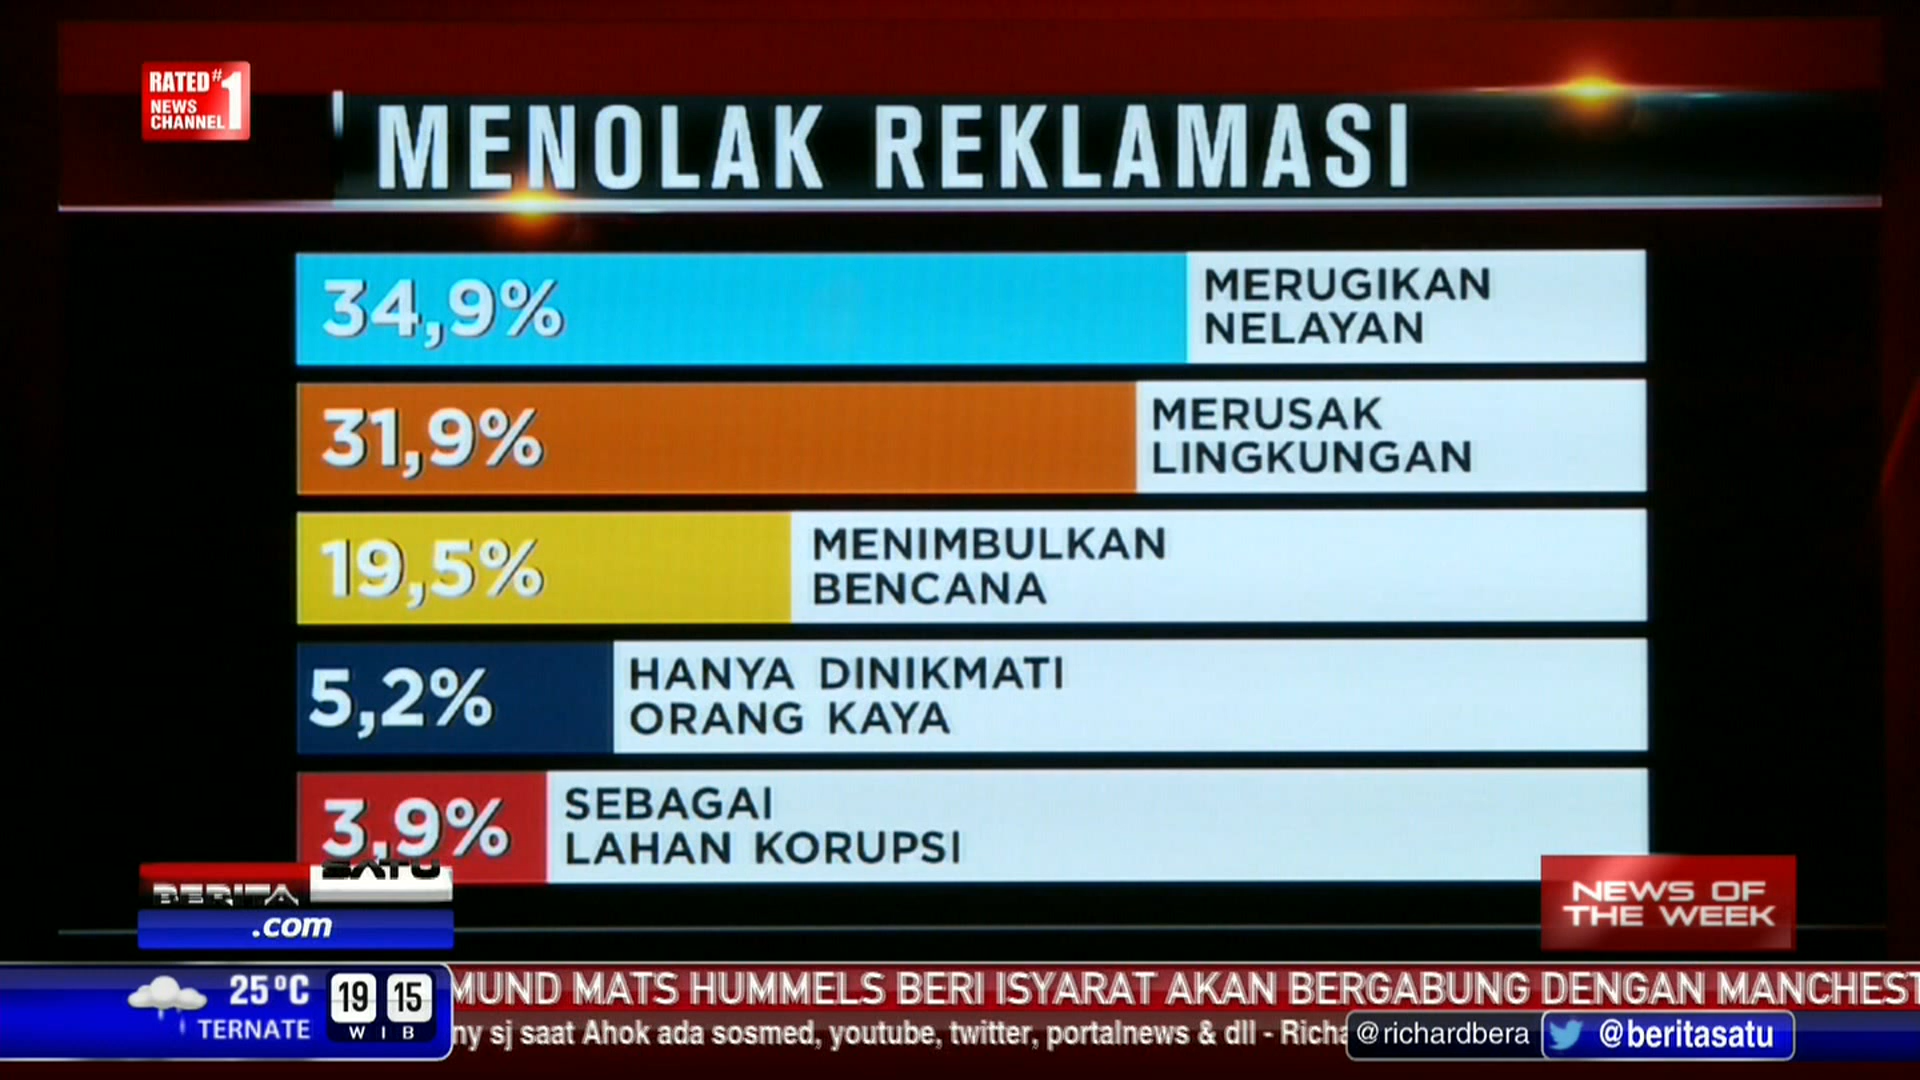 RATED #1
NEWS
CHANNEL
MENOLAK REKLAMASI
34,9%
MERUGIKAN
NELAYAN
31,9%
MERUSAK
LINGKUNGAN
19,5%
MENIMBULKAN
BENCANA
5,2%
HANYA DINIKMATI
ORANG KAYA
3,9%
SEBAGAI
LAHAN KORUPSI
BERITA SATU
.com
NEWS OF
THE WEEK
25°C
TERNATE
19 15
WIB
MUND MATS HUMMELS BERI ISYARAT AKAN BERGABUNG DENGAN MANCHEST
ny sj saat Ahok ada sosmed, youtube, twitter, portalnews & dll - Richa
@richardbera
@beritasatu